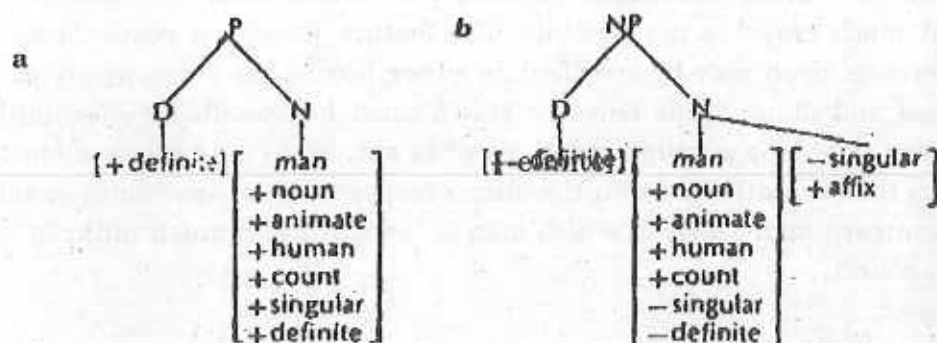 a
P
D N
[+definite]
man
+noun
+animate
+human
+count
+singular
+definite
b
NP
D N
man
+noun
+animate
+human
+count
−singular
−definite
−singular
+affix